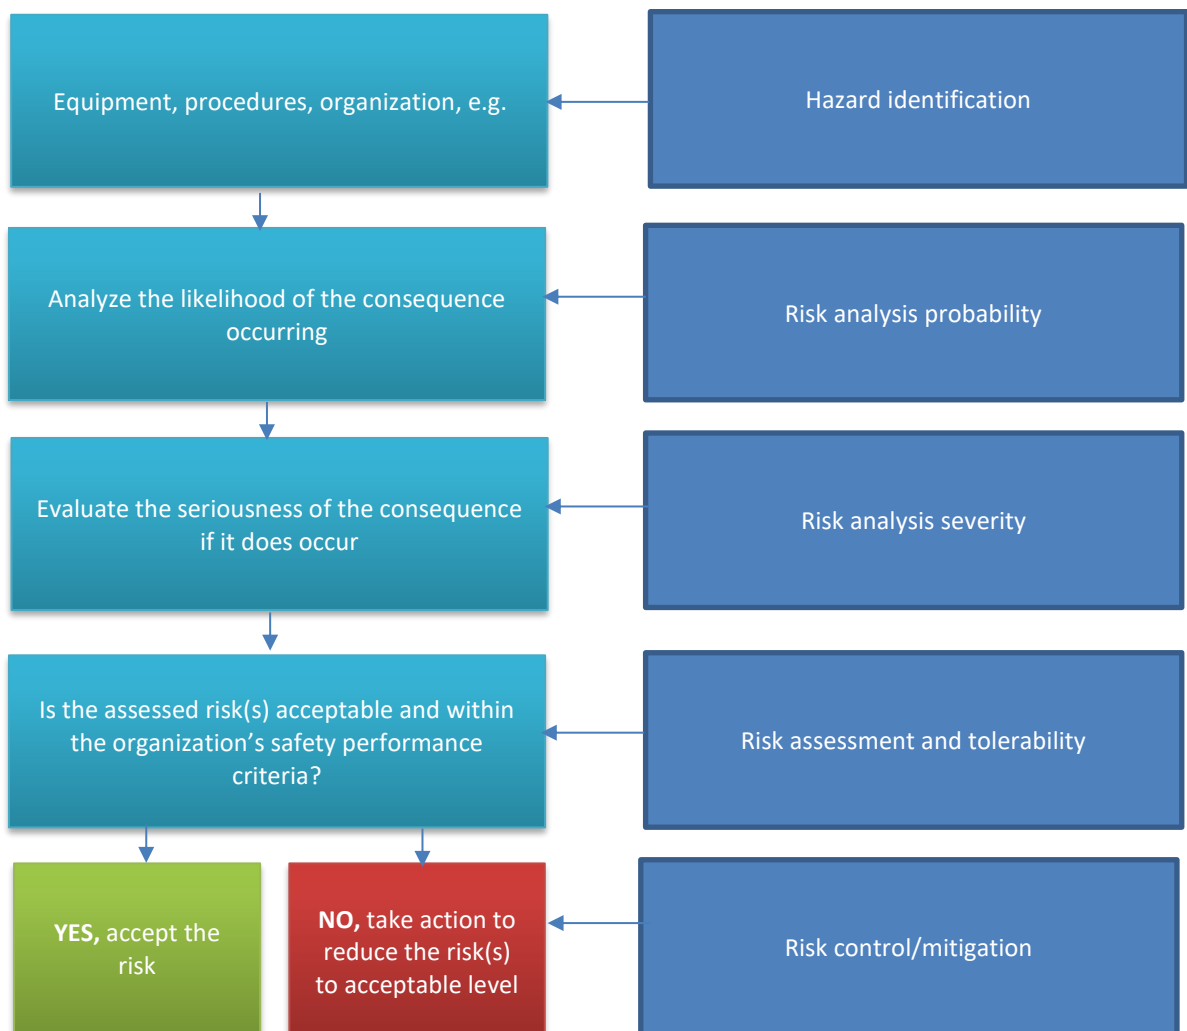 Equipment, procedures, organization, e.g.
Hazard identification
Analyze the likelihood of the consequence
occurring
Risk analysis probability
Evaluate the seriousness of the consequence
if it does occur
Risk analysis severity
Is the assessed risk(s) acceptable and within
the organization’s safety performance
criteria?
Risk assessment and tolerability
YES, accept the
risk
NO, take action to
reduce the risk(s)
to acceptable level
Risk control/mitigation